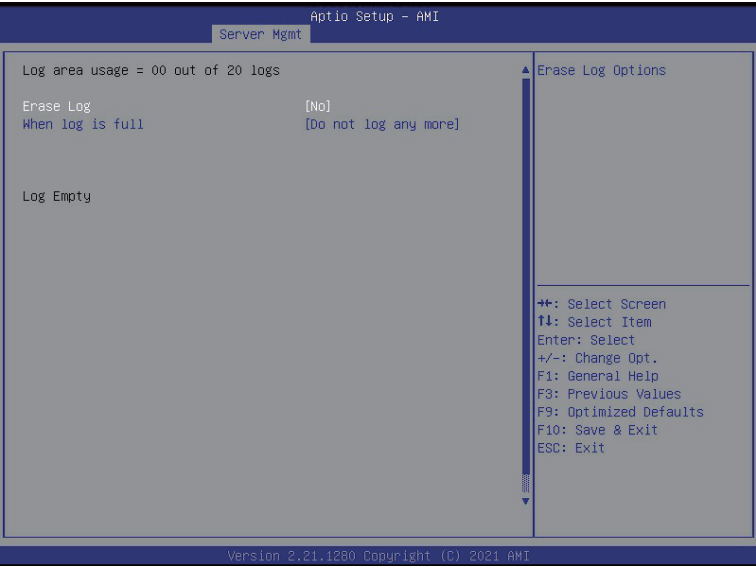 Aptio Setup – AMI
Server Mgmt
Log area usage = 00 out of 20 logs
Erase Log [No]
When log is full [Do not log any more]
Log Empty
Erase Log Options
→←: Select Screen
↑↓: Select Item
Enter: Select
+/-: Change Opt.
F1: General Help
F3: Previous Values
F9: Optimized Defaults
F10: Save & Exit
ESC: Exit
Version 2.21.1280 Copyright (C) 2021 AMI